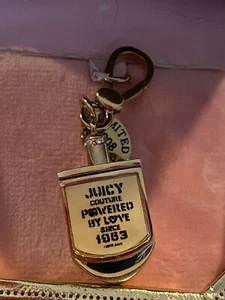 JUICY
COUTURE
POWERED
BY LOVE
SINCE
1983